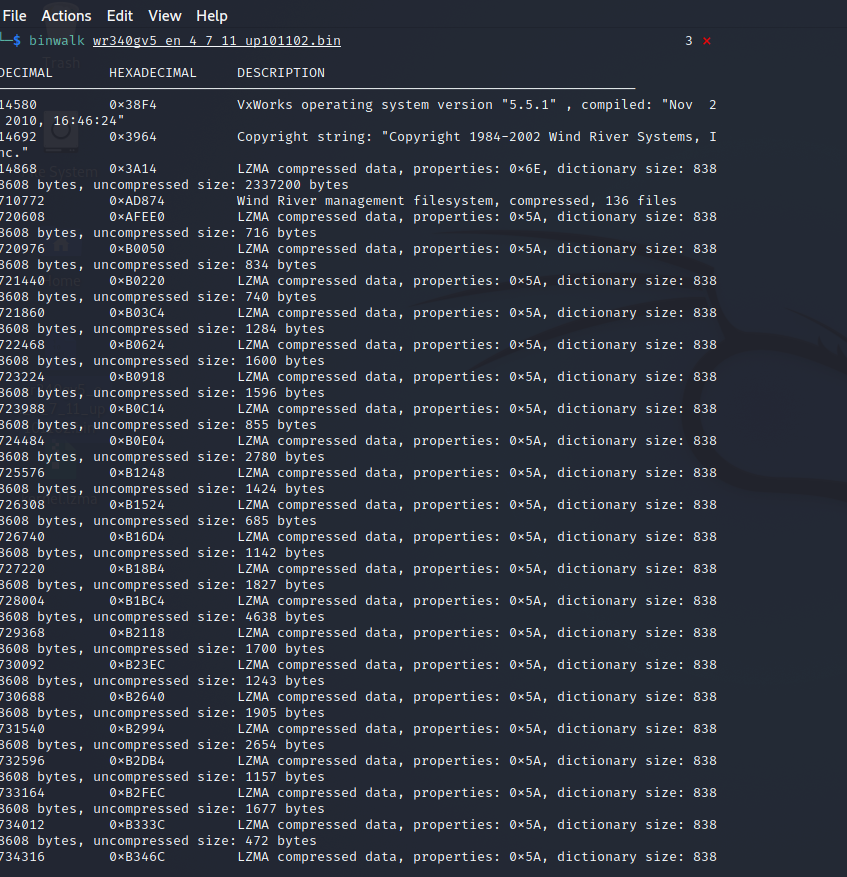 File Actions Edit View Help
└─$ binwalk wr340gv5_en_4_7_11_up101102.bin 3 ⨯
DECIMAL HEXADECIMAL DESCRIPTION
14580 0×38F4 VxWorks operating system version "5.5.1" , compiled: "Nov 2
2010, 16:46:24"
14692 0×3964 Copyright string: "Copyright 1984-2002 Wind River Systems, I
nc."
14868 0×3A14 LZMA compressed data, properties: 0×6E, dictionary size: 838
8608 bytes, uncompressed size: 2337200 bytes
710772 0×AD874 Wind River management filesystem, compressed, 136 files
720608 0×AFEE0 LZMA compressed data, properties: 0×5A, dictionary size: 838
8608 bytes, uncompressed size: 716 bytes
720976 0×B0050 LZMA compressed data, properties: 0×5A, dictionary size: 838
8608 bytes, uncompressed size: 834 bytes
721440 0×B0220 LZMA compressed data, properties: 0×5A, dictionary size: 838
8608 bytes, uncompressed size: 740 bytes
721860 0×B03C4 LZMA compressed data, properties: 0×5A, dictionary size: 838
8608 bytes, uncompressed size: 1284 bytes
722468 0×B0624 LZMA compressed data, properties: 0×5A, dictionary size: 838
8608 bytes, uncompressed size: 1600 bytes
723224 0×B0918 LZMA compressed data, properties: 0×5A, dictionary size: 838
8608 bytes, uncompressed size: 1596 bytes
723988 0×B0C14 LZMA compressed data, properties: 0×5A, dictionary size: 838
8608 bytes, uncompressed size: 855 bytes
724484 0×B0E04 LZMA compressed data, properties: 0×5A, dictionary size: 838
8608 bytes, uncompressed size: 2780 bytes
725576 0×B1248 LZMA compressed data, properties: 0×5A, dictionary size: 838
8608 bytes, uncompressed size: 1424 bytes
726308 0×B1524 LZMA compressed data, properties: 0×5A, dictionary size: 838
8608 bytes, uncompressed size: 685 bytes
726740 0×B16D4 LZMA compressed data, properties: 0×5A, dictionary size: 838
8608 bytes, uncompressed size: 1142 bytes
727220 0×B18B4 LZMA compressed data, properties: 0×5A, dictionary size: 838
8608 bytes, uncompressed size: 1827 bytes
728004 0×B1BC4 LZMA compressed data, properties: 0×5A, dictionary size: 838
8608 bytes, uncompressed size: 4638 bytes
729368 0×B2118 LZMA compressed data, properties: 0×5A, dictionary size: 838
8608 bytes, uncompressed size: 1700 bytes
730092 0×B23EC LZMA compressed data, properties: 0×5A, dictionary size: 838
8608 bytes, uncompressed size: 1243 bytes
730688 0×B2640 LZMA compressed data, properties: 0×5A, dictionary size: 838
8608 bytes, uncompressed size: 1905 bytes
731540 0×B2994 LZMA compressed data, properties: 0×5A, dictionary size: 838
8608 bytes, uncompressed size: 2654 bytes
732596 0×B2DB4 LZMA compressed data, properties: 0×5A, dictionary size: 838
8608 bytes, uncompressed size: 1157 bytes
733164 0×B2FEC LZMA compressed data, properties: 0×5A, dictionary size: 838
8608 bytes, uncompressed size: 1677 bytes
734012 0×B333C LZMA compressed data, properties: 0×5A, dictionary size: 838
8608 bytes, uncompressed size: 472 bytes
734316 0×B346C LZMA compressed data, properties: 0×5A, dictionary size: 838